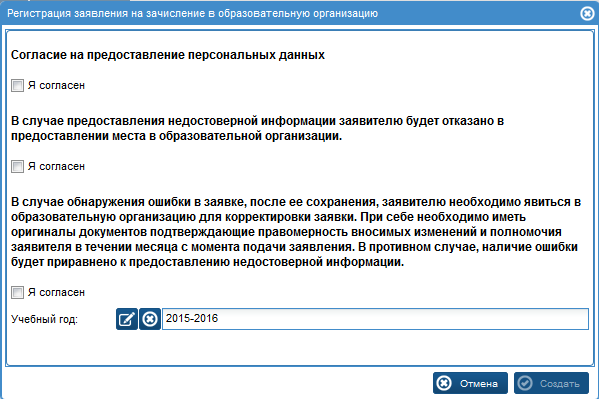 Регистрация заявления на зачисление в образовательную организацию
Согласие на предоставление персональных данных
Я согласен
В случае предоставления недостоверной информации заявителю будет отказано в
предоставлении места в образовательной организации.
Я согласен
В случае обнаружения ошибки в заявке, после ее сохранения, заявителю необходимо явиться в
образовательную организацию для корректировки заявки. При себе необходимо иметь
оригиналы документов подтверждающие правомерность вносимых изменений и полномочия
заявителя в течении месяца с момента подачи заявления. В противном случае, наличие ошибки
будет приравнено к предоставлению недостоверной информации.
Я согласен
Учебный год: 2015-2016
Отмена Создать